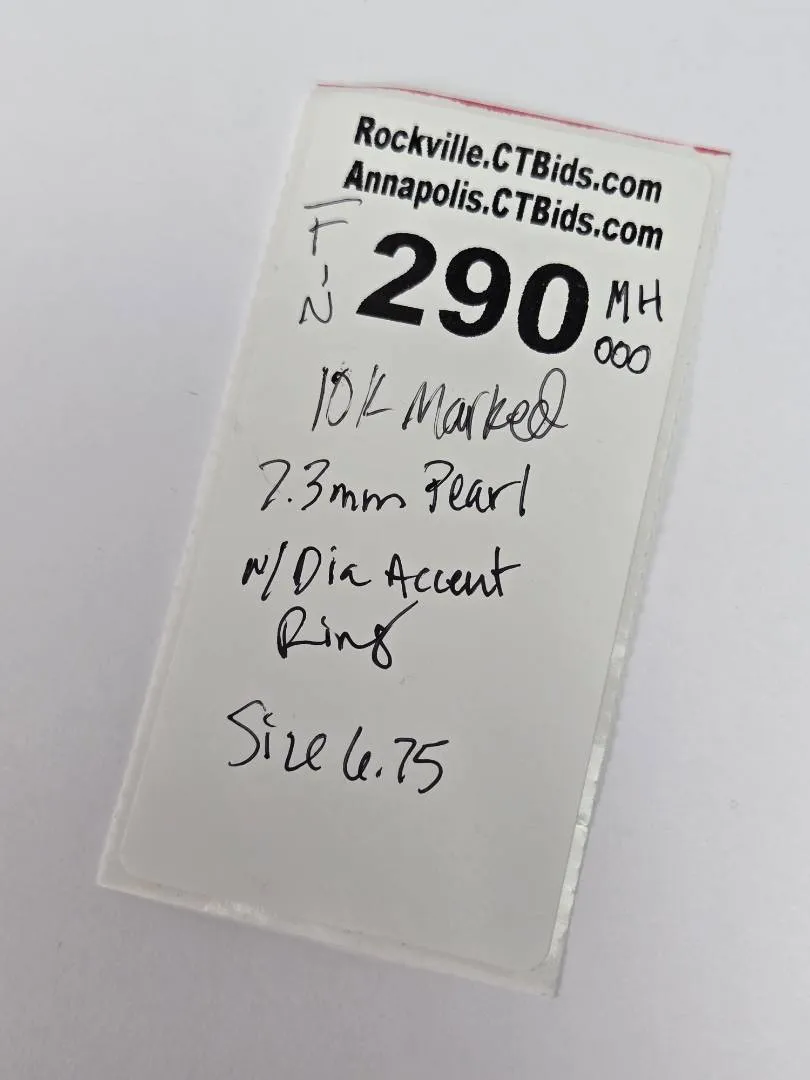 Rockville.CTBids.com
Annapolis.CTBids.com
F-N
290
MH
000
10k Marked
7.3mm Pearl
w/Dia Accent
Ring
Size 6.75